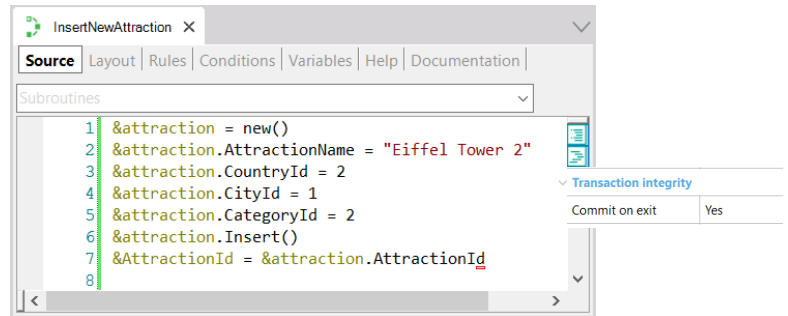 InsertNewAttraction
Source Layout Rules Conditions Variables Help Documentation
Subroutines
1 &attraction = new()
2 &attraction.AttractionName = "Eiffel Tower 2"
3 &attraction.CountryId = 2
4 &attraction.CityId = 1
5 &attraction.CategoryId = 2
6 &attraction.Insert()
7 &AttractionId = &attraction.AttractionId
8
Transaction integrity
Commit on exit Yes